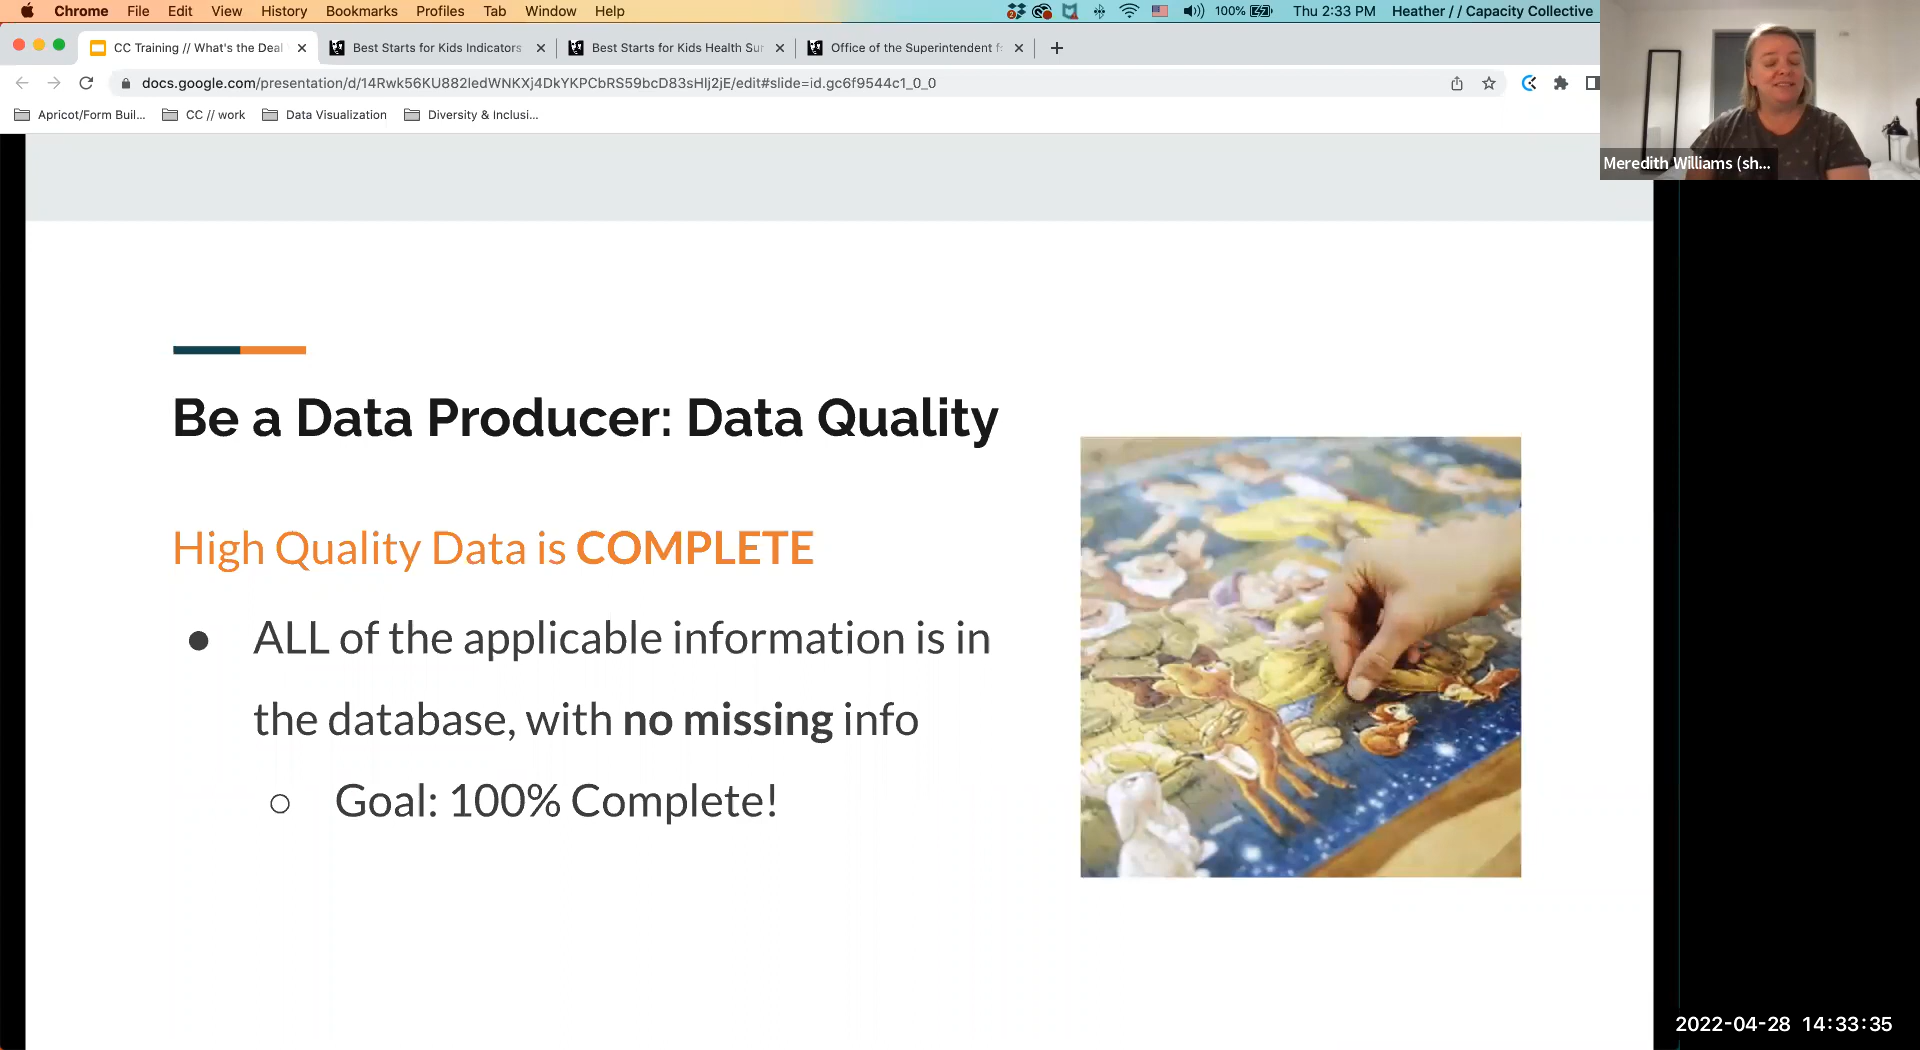 Chrome File Edit View History Bookmarks Profiles Tab Window Help 100% Thu 2:33 PM Heather // Capacity Collective
CC Training // What's the Deal
Best Starts for Kids Indicators
Best Starts for Kids Health Sur
Office of the Superintendent f
docs.google.com/presentation/d/14Rwk56KU882ledWNKXj4DkYKPCbRS59bcD83sHlj2jE/edit#slide=id.gc6f9544c1_0_0
Apricot/Form Buil... CC // work Data Visualization Diversity & Inclusi...
Meredith Williams (sh...
Be a Data Producer: Data Quality
High Quality Data is COMPLETE
● ALL of the applicable information is in
the database, with no missing info
○ Goal: 100% Complete!
2022-04-28 14:33:35